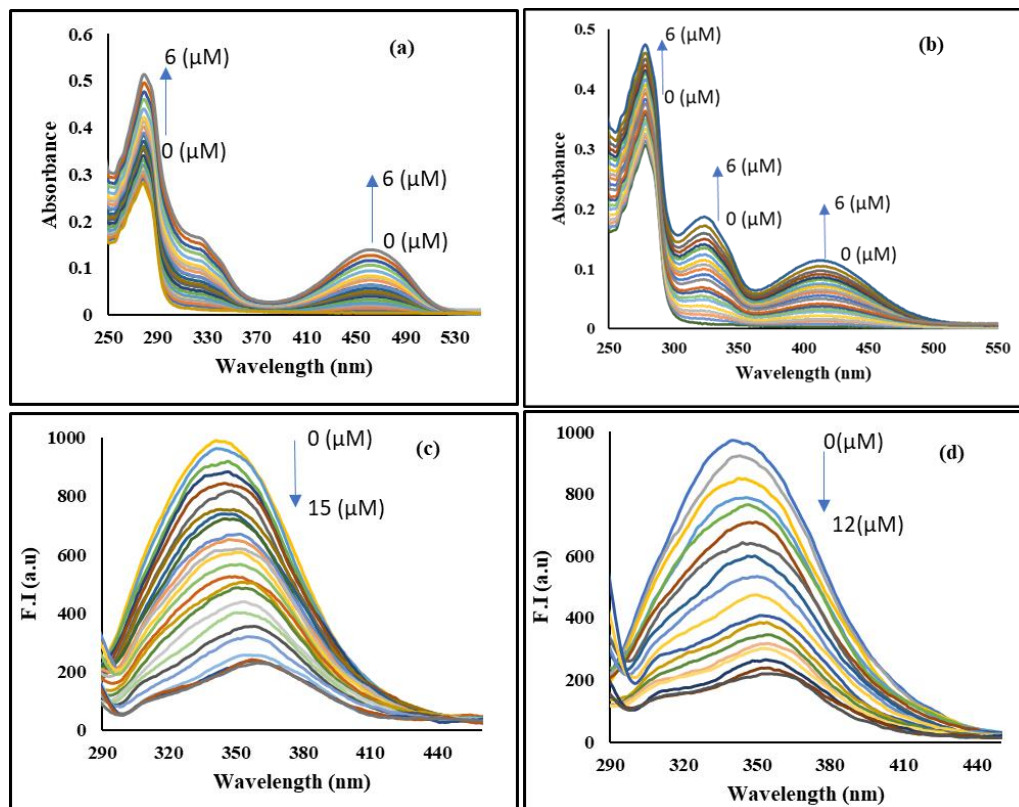 (a)
0.6
0.5
0.4
0.3
0.2
0.1
0
Absorbance
6 (µM)
0 (µM)
6 (µM)
0 (µM)
250 290 330 370 410 450 490 530
Wavelength (nm)
(b)
0.5
0.4
0.3
0.2
0.1
0
Absorbance
6 (µM)
0 (µM)
6 (µM)
0 (µM)
6 (µM)
0 (µM)
250 300 350 400 450 500 550
Wavelength (nm)
(c)
1000
800
600
400
200
0
F.I (a.u)
0 (µM)
15 (µM)
290 320 350 380 410 440
Wavelength (nm)
(d)
1000
800
600
400
200
0
F.I (a.u)
0(µM)
12(µM)
290 320 350 380 410 440
Wavelength (nm)